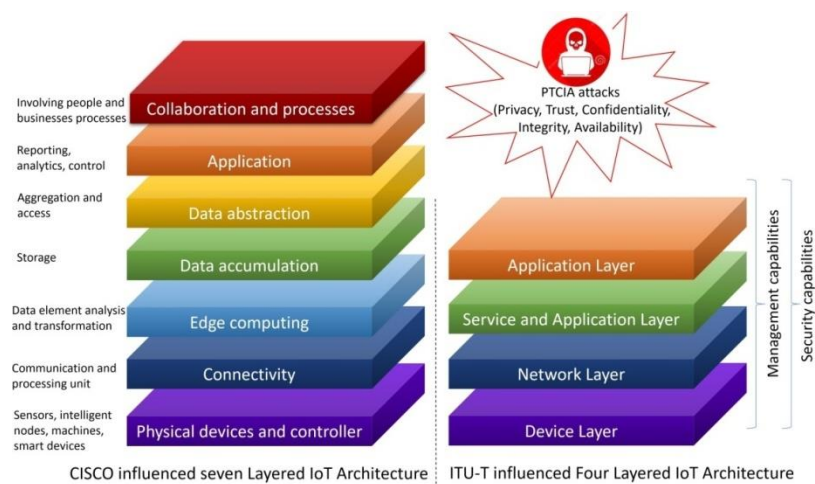 Involving people and
businesses processes
Collaboration and processes
Reporting,
analytics, control
Application
Aggregation and
access
Data abstraction
Storage
Data accumulation
Data element analysis
and transformation
Edge computing
Communication and
processing unit
Connectivity
Sensors, intelligent
nodes, machines,
smart devices
Physical devices and controller
CISCO influenced seven Layered IoT Architecture
PTCIA attacks
(Privacy, Trust, Confidentiality,
Integrity, Availability)
Application Layer
Service and Application Layer
Network Layer
Device Layer
Management capabilities
Security capabilities
ITU-T influenced Four Layered IoT Architecture